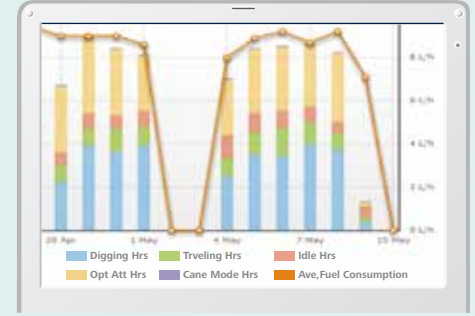 8 L/h
6 L/h
4 L/h
2 L/h
0 L/h
28 Apr 1 May 4 May 7 May 10 May
Digging Hrs Trveling Hrs Idle Hrs
Opt Att Hrs Cane Mode Hrs Ave,Fuel Consumption